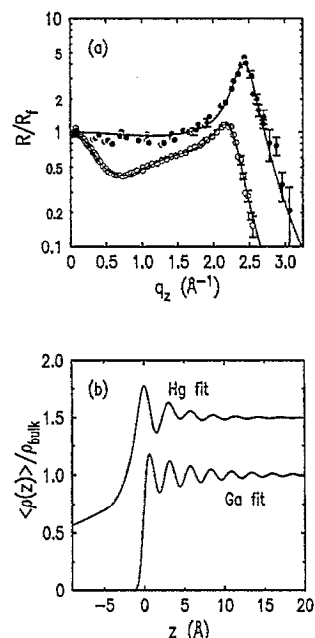 (a)
R/R_f
10
5
2
1
0.5
0.2
0.1
0 0.5 1.0 1.5 2.0 2.5 3.0
q_z (Å⁻¹)
(b)
Hg fit
Ga fit
<ρ(z)>/ρ_bulk
2.0
1.5
1.0
0.5
0
-5 0 5 10 15 20
z (Å)